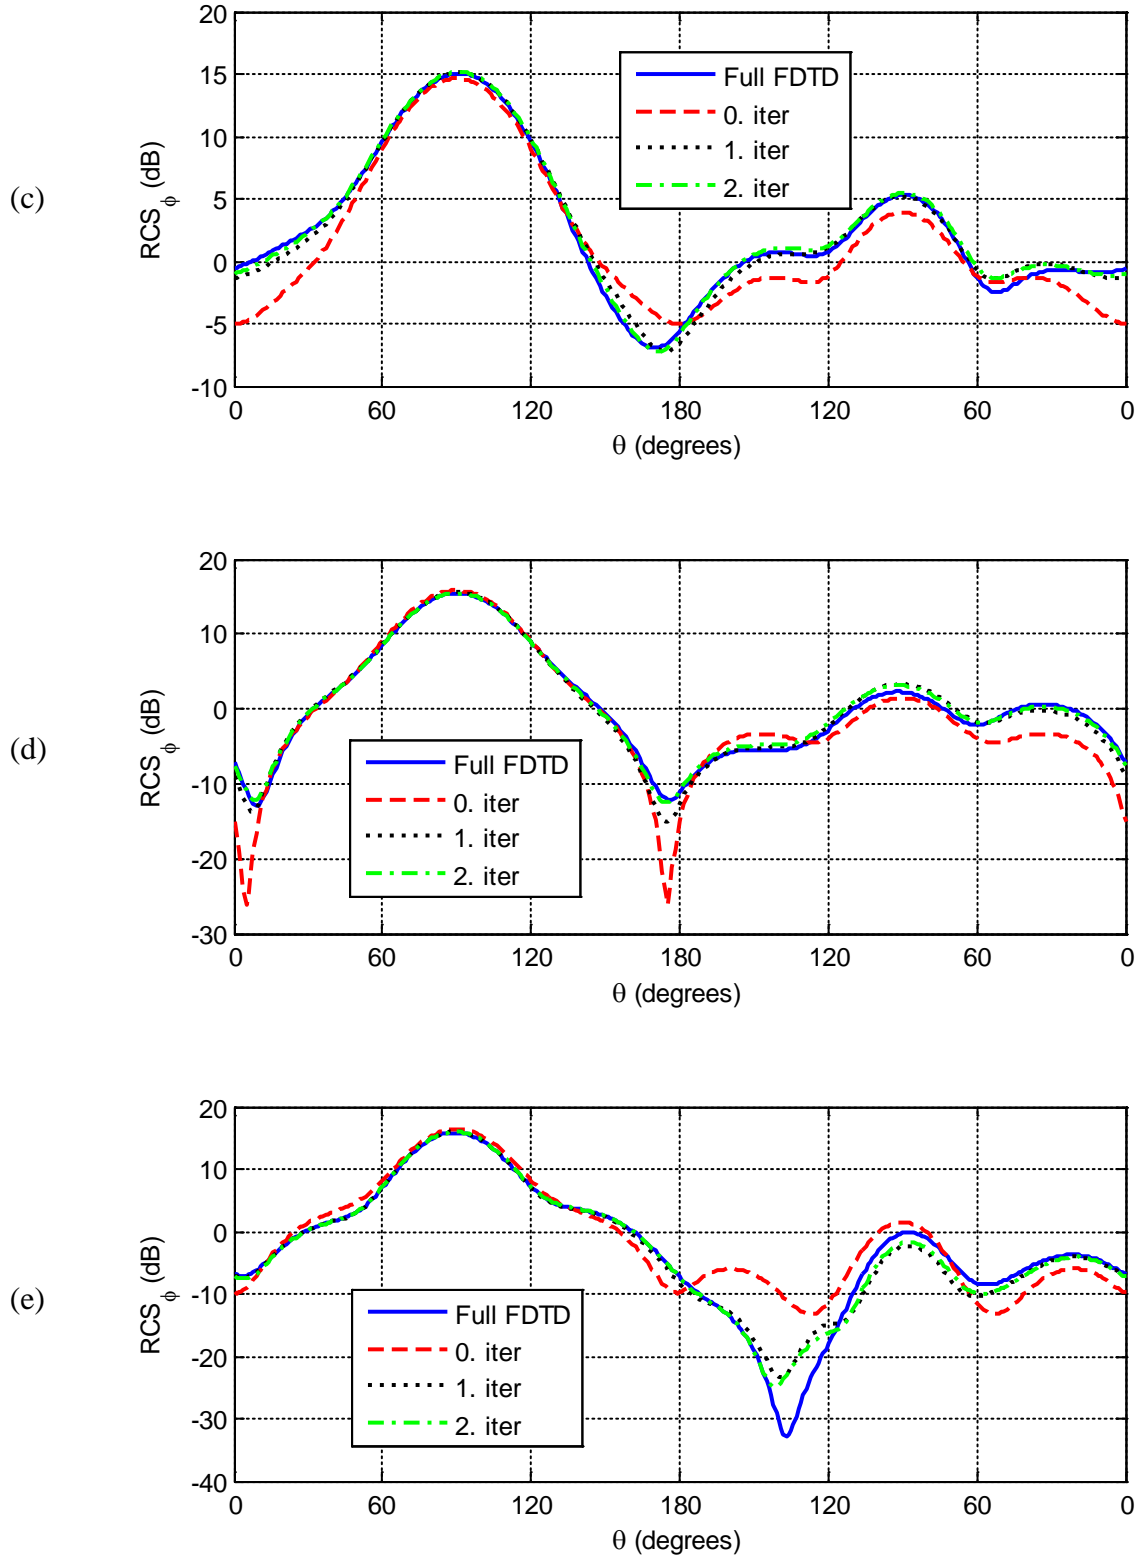 (c)
RCS φ (dB)
20
15
10
5
0
-5
-10
Full FDTD
0. iter
1. iter
2. iter
0 60 120 180 120 60 0
θ (degrees)
(d)
RCS φ (dB)
20
10
0
-10
-20
-30
Full FDTD
0. iter
1. iter
2. iter
0 60 120 180 120 60 0
θ (degrees)
(e)
RCS φ (dB)
20
10
0
-10
-20
-30
-40
Full FDTD
0. iter
1. iter
2. iter
0 60 120 180 120 60 0
θ (degrees)